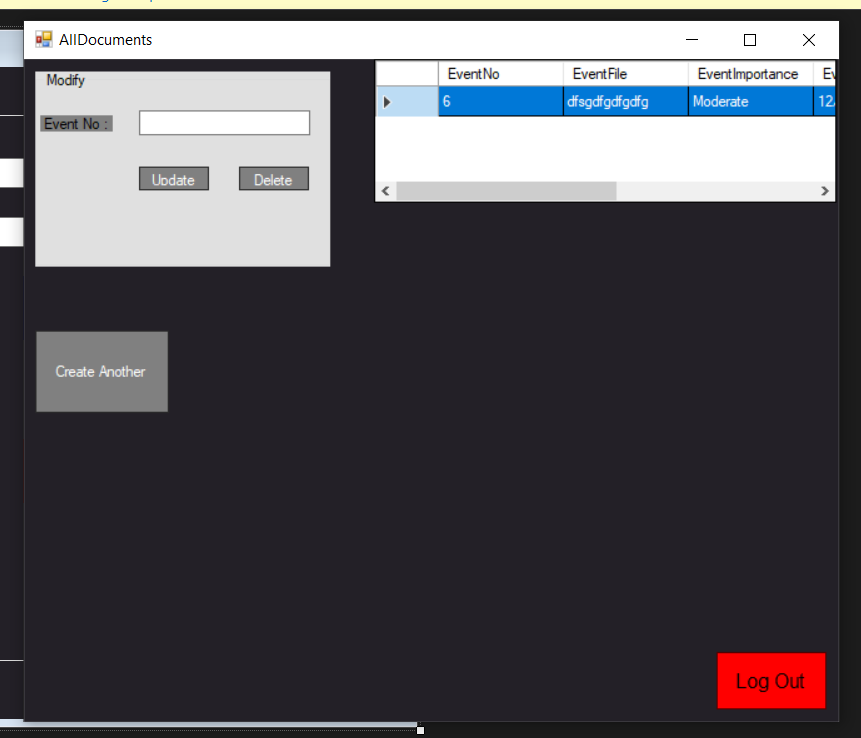 AllDocuments
Modify
Event No :
Update Delete
EventNo EventFile EventImportance Ev
6 dfsgdfgdfgdfg Moderate 12
Create Another
Log Out